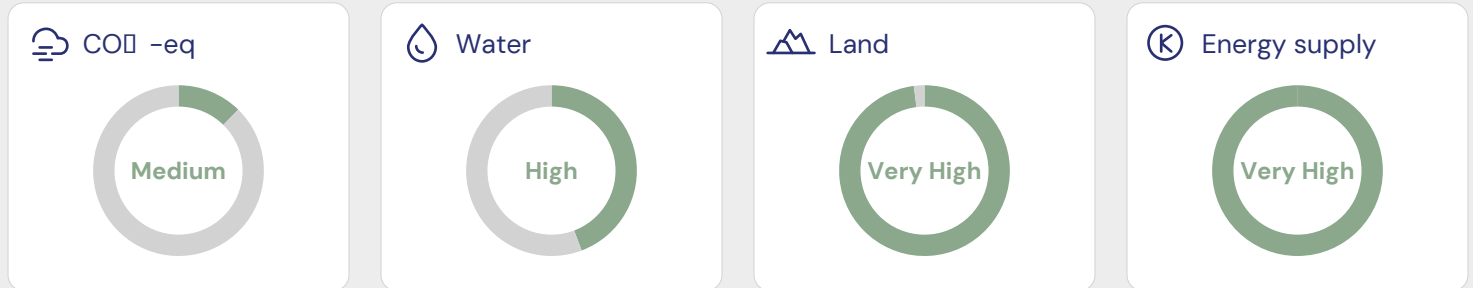 CO▯ -eq
Medium
Water
High
Land
Very High
Energy supply
Very High